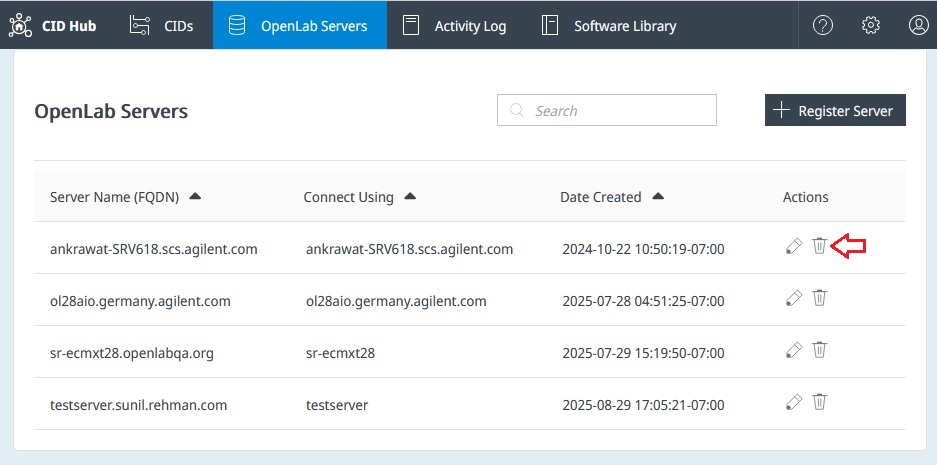 CID Hub CIDs OpenLab Servers Activity Log Software Library
OpenLab Servers Search Register Server
Server Name (FQDN) Connect Using Date Created Actions
ankrawat-SRV618.scs.agilent.com ankrawat-SRV618.scs.agilent.com 2024-10-22 10:50:19-07:00
ol28aio.germany.agilent.com ol28aio.germany.agilent.com 2025-07-28 04:51:25-07:00
sr-ecmxt28.openlabqa.org sr-ecmxt28 2025-07-29 15:19:50-07:00
testserver.sunil.rehman.com testserver 2025-08-29 17:05:21-07:00